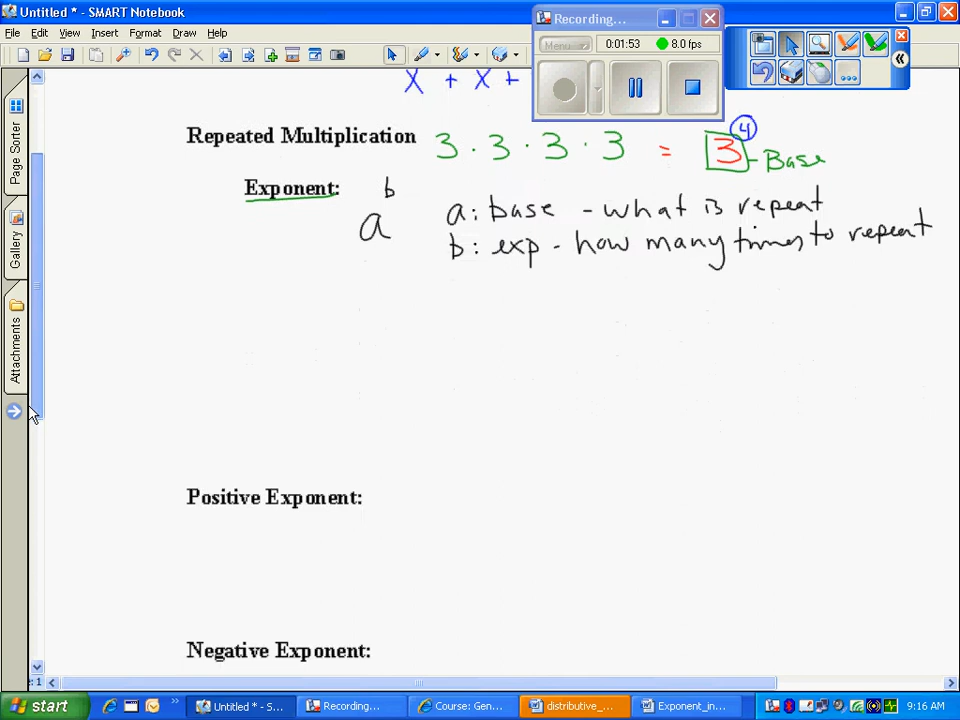 Untitled * - SMART Notebook
File Edit View Insert Format Draw Help
Recording...
Menu
0:01:53 8.0 fps
Page Sorter
Gallery
Attachments
x + x +
Repeated Multiplication 3 · 3 · 3 · 3 = 3 4 - Base
Exponent: a b
a: base - what is repeat
b: exp - how many times to repeat
Positive Exponent:
Negative Exponent:
: 1
start Untitled * - S... Recording... Course: Gen... distributive_... Exponent_in... 9:16 AM